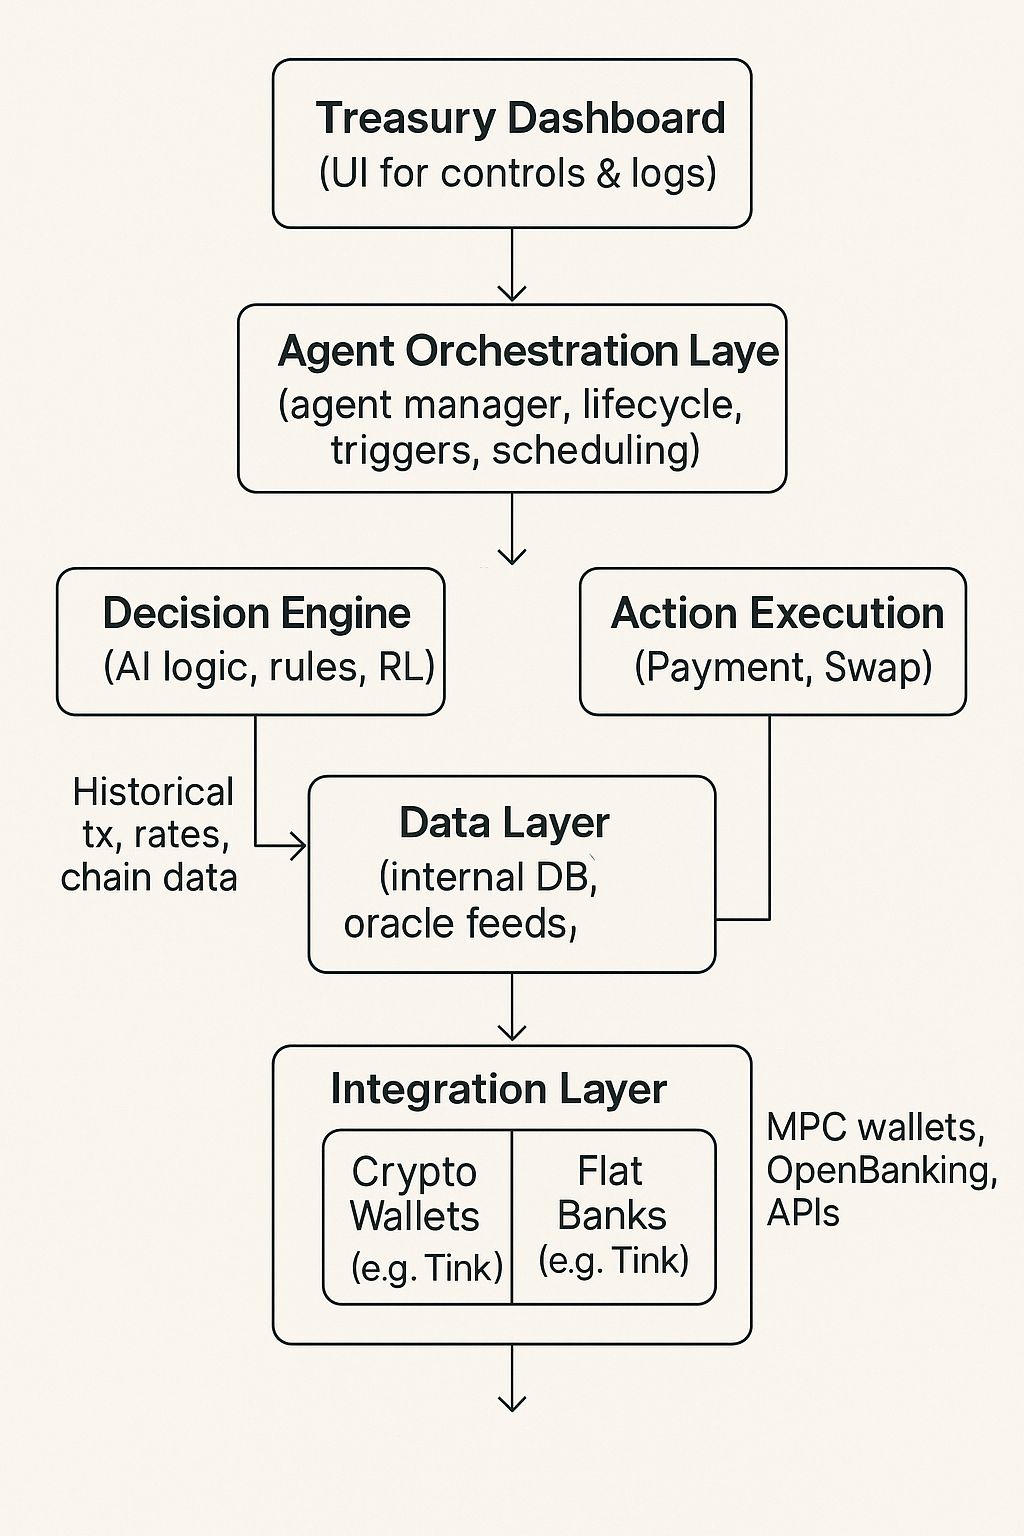 Treasury Dashboard
(UI for controls & logs)
Agent Orchestration Laye
(agent manager, lifecycle,
triggers, scheduling)
Decision Engine
(AI logic, rules, RL)
Action Execution
(Payment, Swap)
Historical
tx, rates,
chain data
Data Layer
(internal DB,
oracle feeds,
Integration Layer
Crypto
Wallets
(e.g. Tink)
Flat
Banks
(e.g. Tink)
MPC wallets,
OpenBanking,
APIs